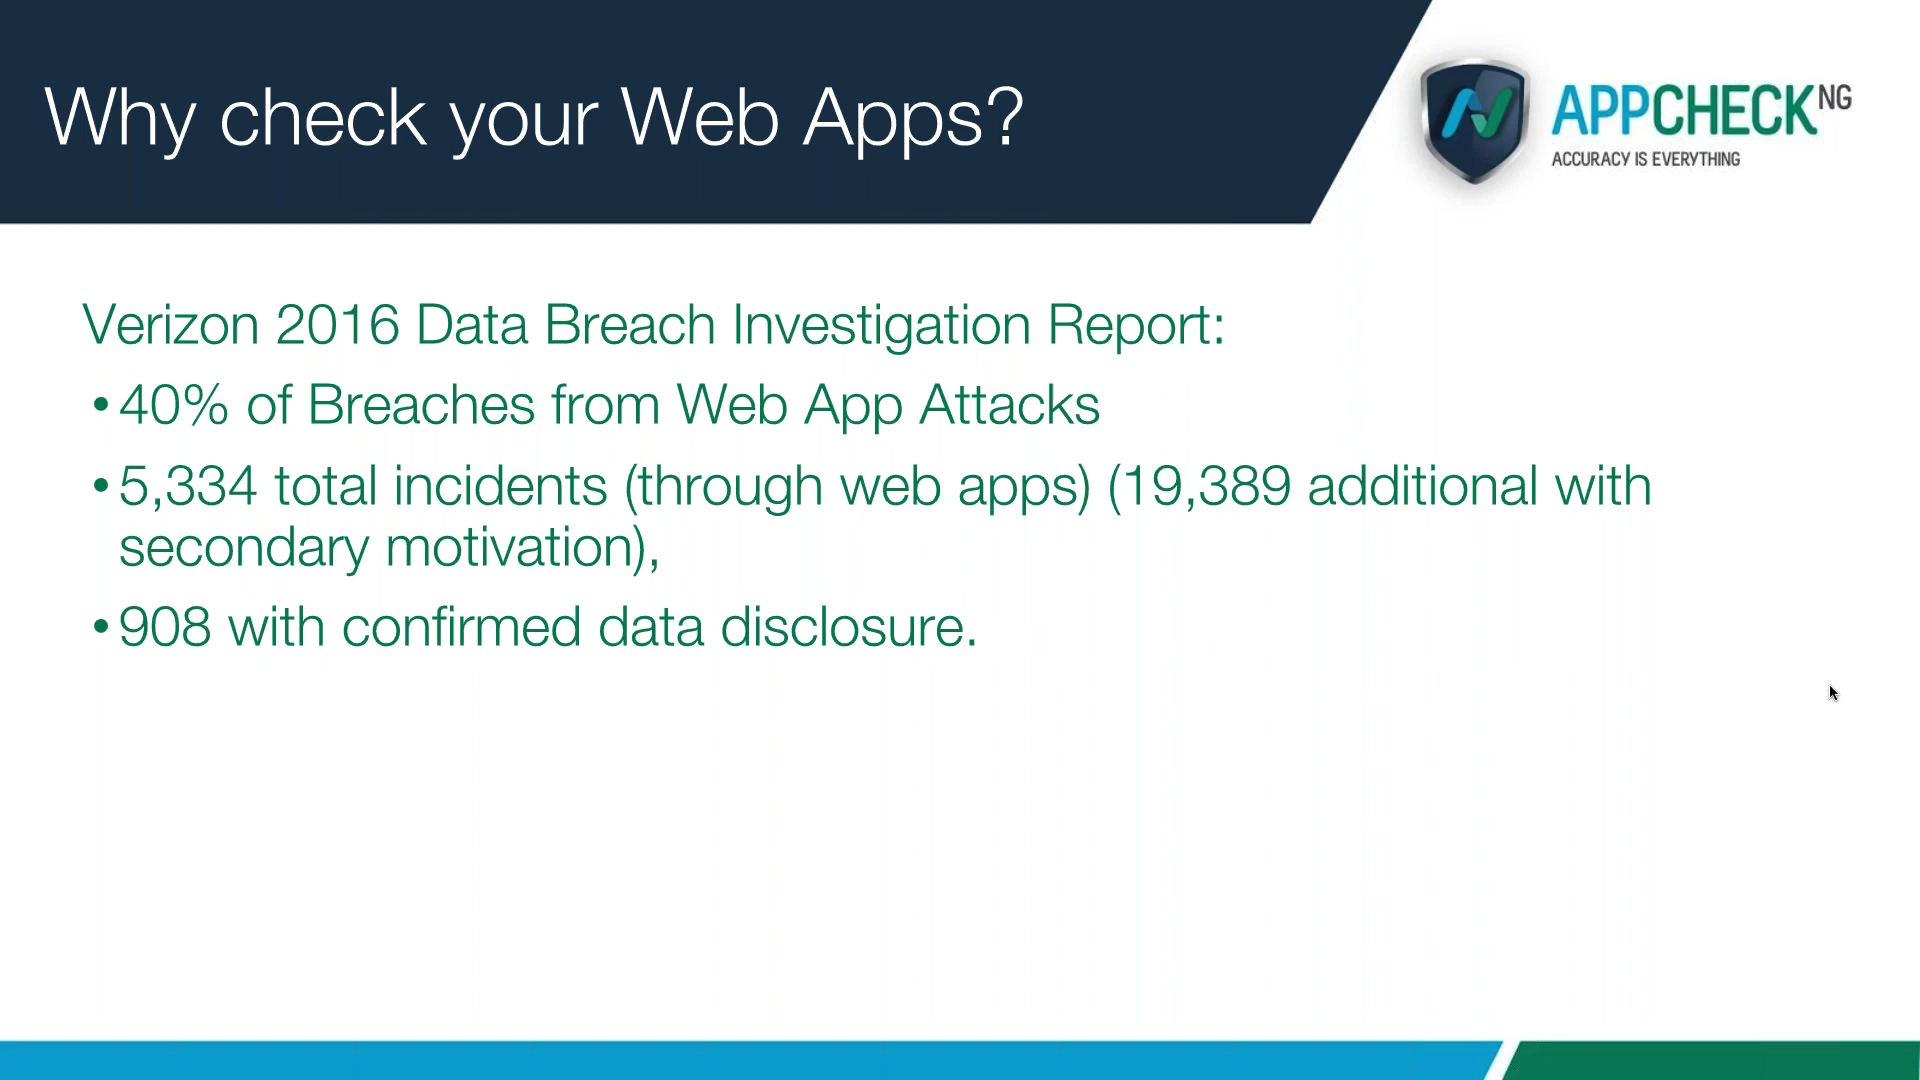 Why check your Web Apps?
APPCHECK NG
ACCURACY IS EVERYTHING
Verizon 2016 Data Breach Investigation Report:
•40% of Breaches from Web App Attacks
•5,334 total incidents (through web apps) (19,389 additional with
secondary motivation),
•908 with confirmed data disclosure.